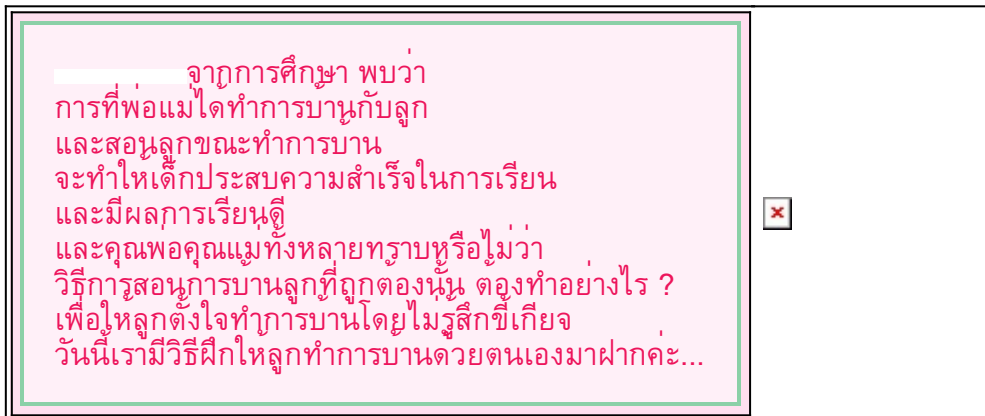 จากการศึกษา พบว่า
การที่พ่อแม่ได้ทำการบ้านกับลูก
และสอนลูกขณะทำการบ้าน
จะทำให้เด็กประสบความสำเร็จในการเรียน
และมีผลการเรียนดี
และคุณพ่อคุณแม่ทั้งหลายทราบหรือไม่ว่า
วิธีการสอนการบ้านลูกที่ถูกต้องนั้น ต้องทำอย่างไร ?
เพื่อให้ลูกตั้งใจทำการบ้านโดยไม่รู้สึกขี้เกียจ
วันนี้เรามีวิธีฝึกให้ลูกทำการบ้านด้วยตนเองมาฝากค่ะ...